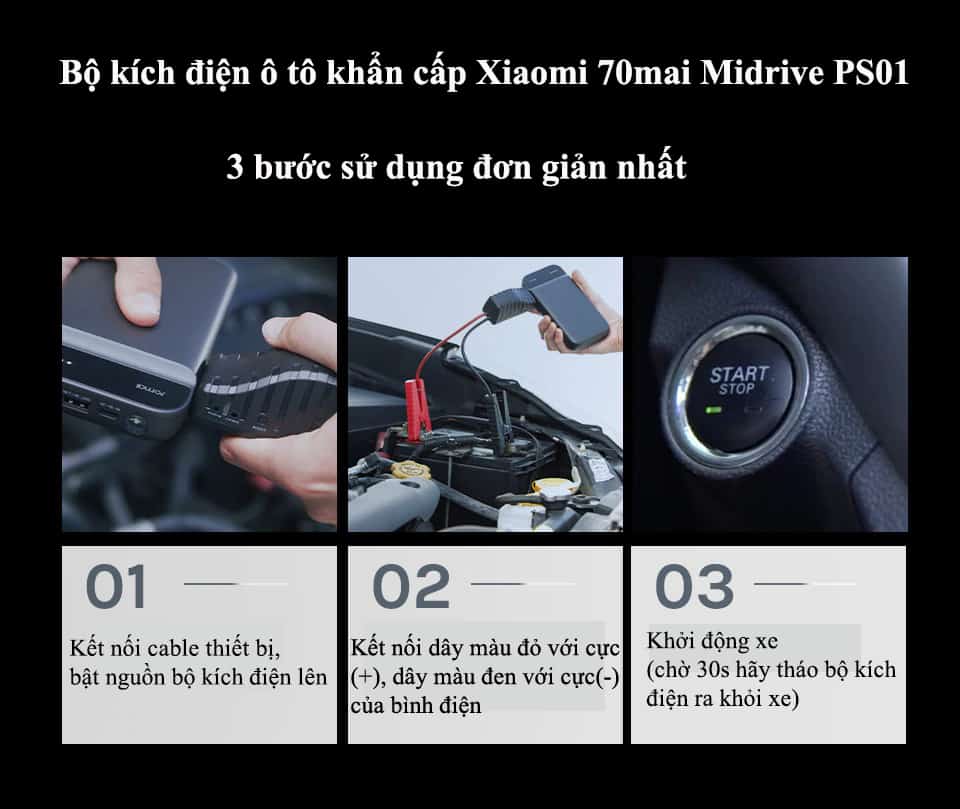 Bộ kích điện ô tô khẩn cấp Xiaomi 70mai Midrive PS01
3 bước sử dụng đơn giản nhất
70mai
START
STOP
01
Kết nối cable thiết bị,
bật nguồn bộ kích điện lên
02
Kết nối dây màu đỏ với cực
(+), dây màu đen với cực(-)
của bình điện
03
Khởi động xe
(chờ 30s hãy tháo bộ kích
điện ra khỏi xe)